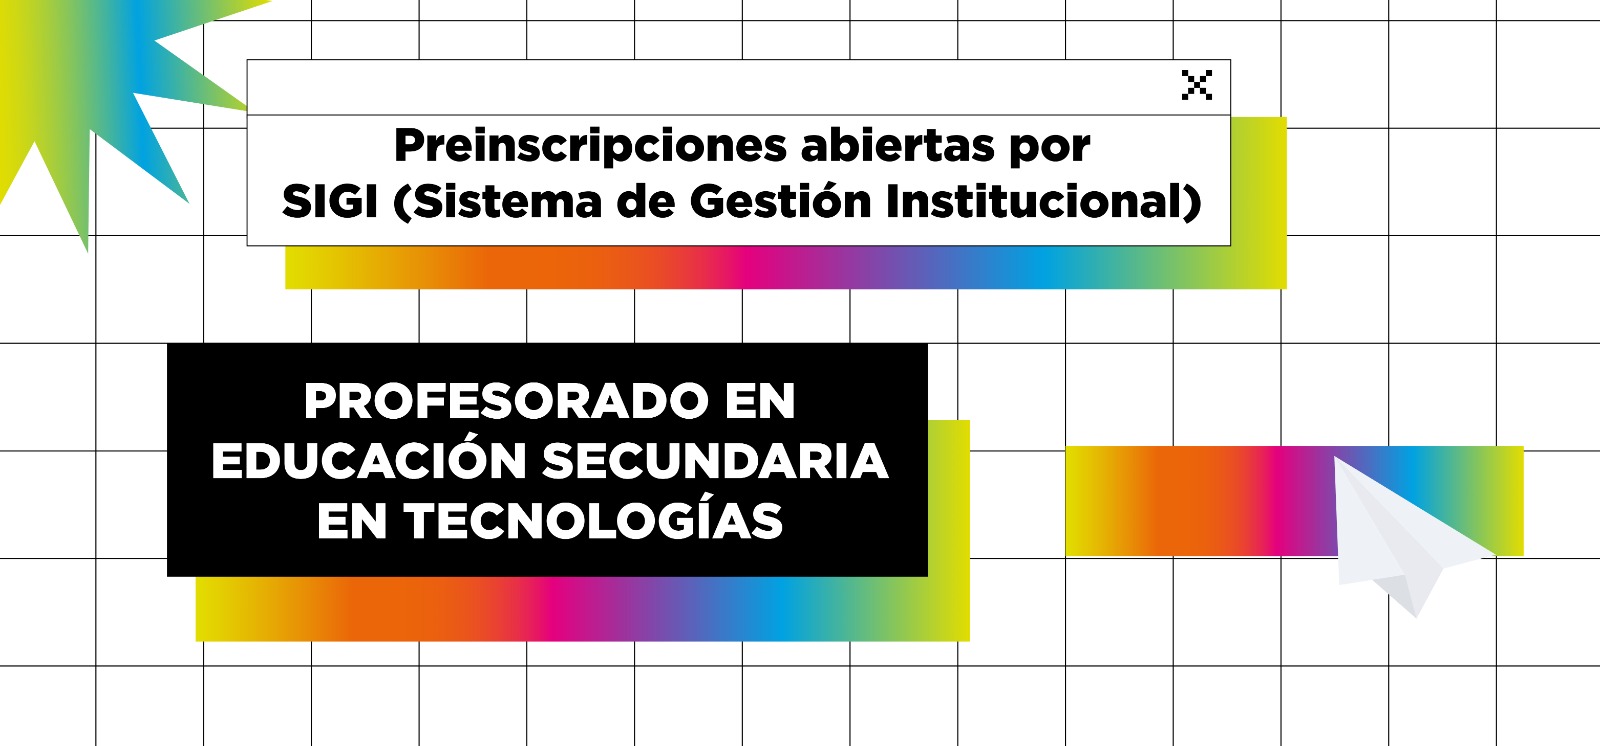 Preinscripciones abiertas por
SIGI (Sistema de Gestión Institucional)
PROFESORADO EN
EDUCACIÓN SECUNDARIA
EN TECNOLOGÍAS